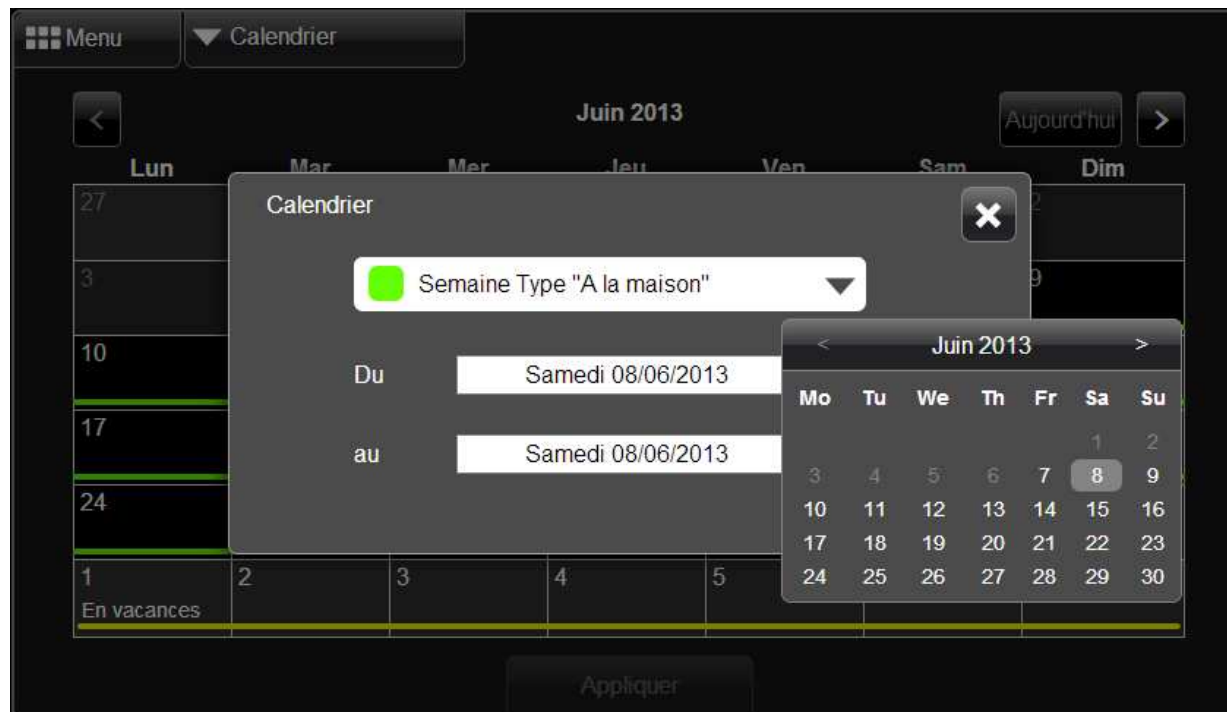 Menu Calendrier
< Juin 2013 Aujourd'hui >
Lun Mar Mer Jeu Ven Sam Dim
27 2
Calendrier
Semaine Type "A la maison"
3 9
10
Du Samedi 08/06/2013
17
au Samedi 08/06/2013
24
< Juin 2013 >
Mo Tu We Th Fr Sa Su
1 2
3 4 5 6 7 8 9
10 11 12 13 14 15 16
17 18 19 20 21 22 23
24 25 26 27 28 29 30
1 2 3 4 5
En vacances
Appliquer